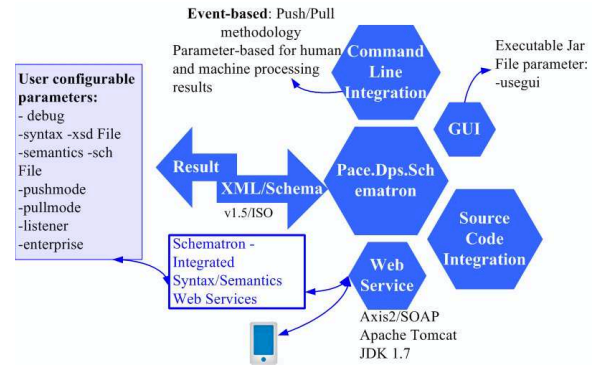 Event-based: Push/Pull
methodology
Parameter-based for human
and machine processing
results
Command
Line
Integration
Executable Jar
File parameter:
-usegui
GUI
User configurable
parameters:
- debug
-syntax -xsd File
-semantics -sch
File
-pushmode
-pullmode
-listener
-enterprise
Result
XML/Schema
v1.5/ISO
Pace.Dps.Sch
ematron
Source
Code
Integration
Schematron -
Integrated
Syntax/Semantics
Web Services
Web
Service
Axis2/SOAP
Apache Tomcat
JDK 1.7